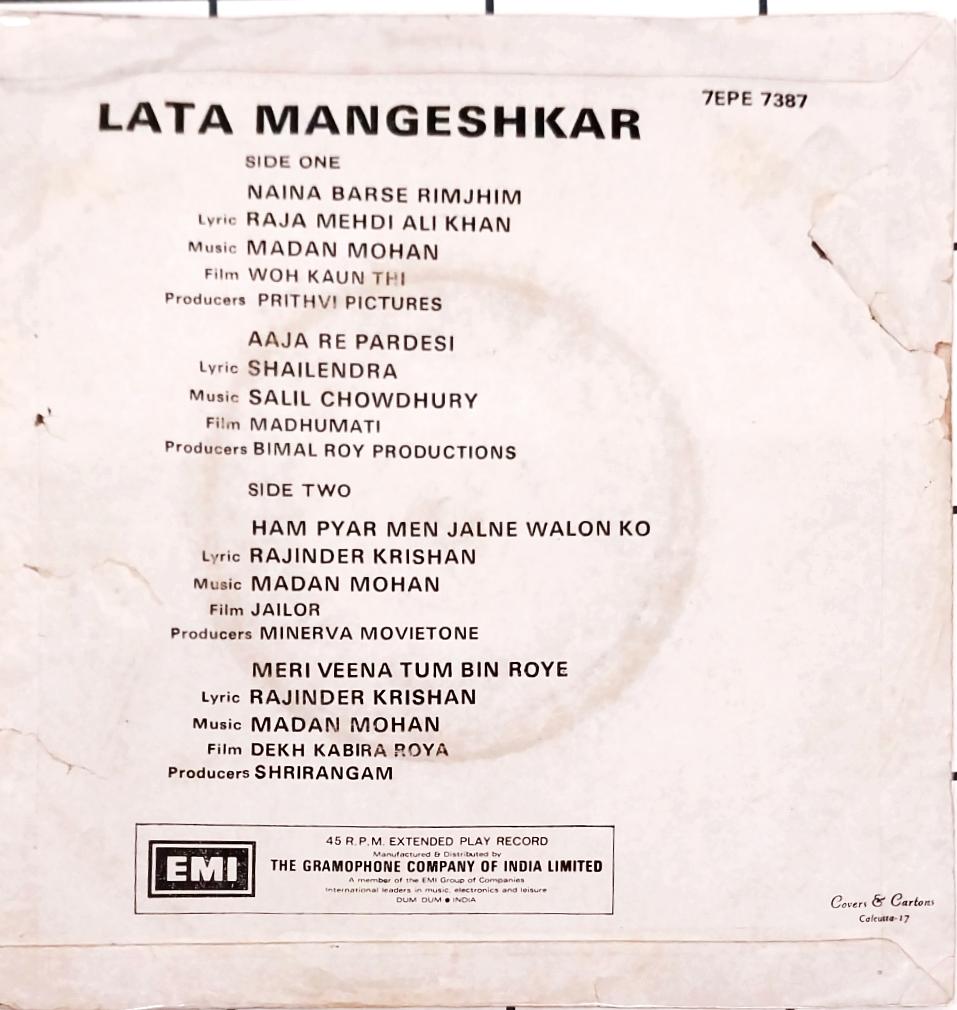 7EPE 7387
LATA MANGESHKAR
SIDE ONE
NAINA BARSE RIMJHIM
Lyric RAJA MEHDI ALI KHAN
Music MADAN MOHAN
Film WOH KAUN THI
Producers PRITHVI PICTURES
AAJA RE PARDESI
Lyric SHAILENDRA
Music SALIL CHOWDHURY
Film MADHUMATI
Producers BIMAL ROY PRODUCTIONS
SIDE TWO
HAM PYAR MEN JALNE WALON KO
Lyric RAJINDER KRISHAN
Music MADAN MOHAN
Film JAILOR
Producers MINERVA MOVIETONE
MERI VEENA TUM BIN ROYE
Lyric RAJINDER KRISHAN
Music MADAN MOHAN
Film DEKH KABIRA ROYA
Producers SHRIRANGAM
EMI
45 R.P.M. EXTENDED PLAY RECORD
Manufactured & Distributed by
THE GRAMOPHONE COMPANY OF INDIA LIMITED
A member of the EMI Group of Companies
International leaders in music, electronics and leisure
DUM DUM ● INDIA
Covers & Cartons
Calcutta-17